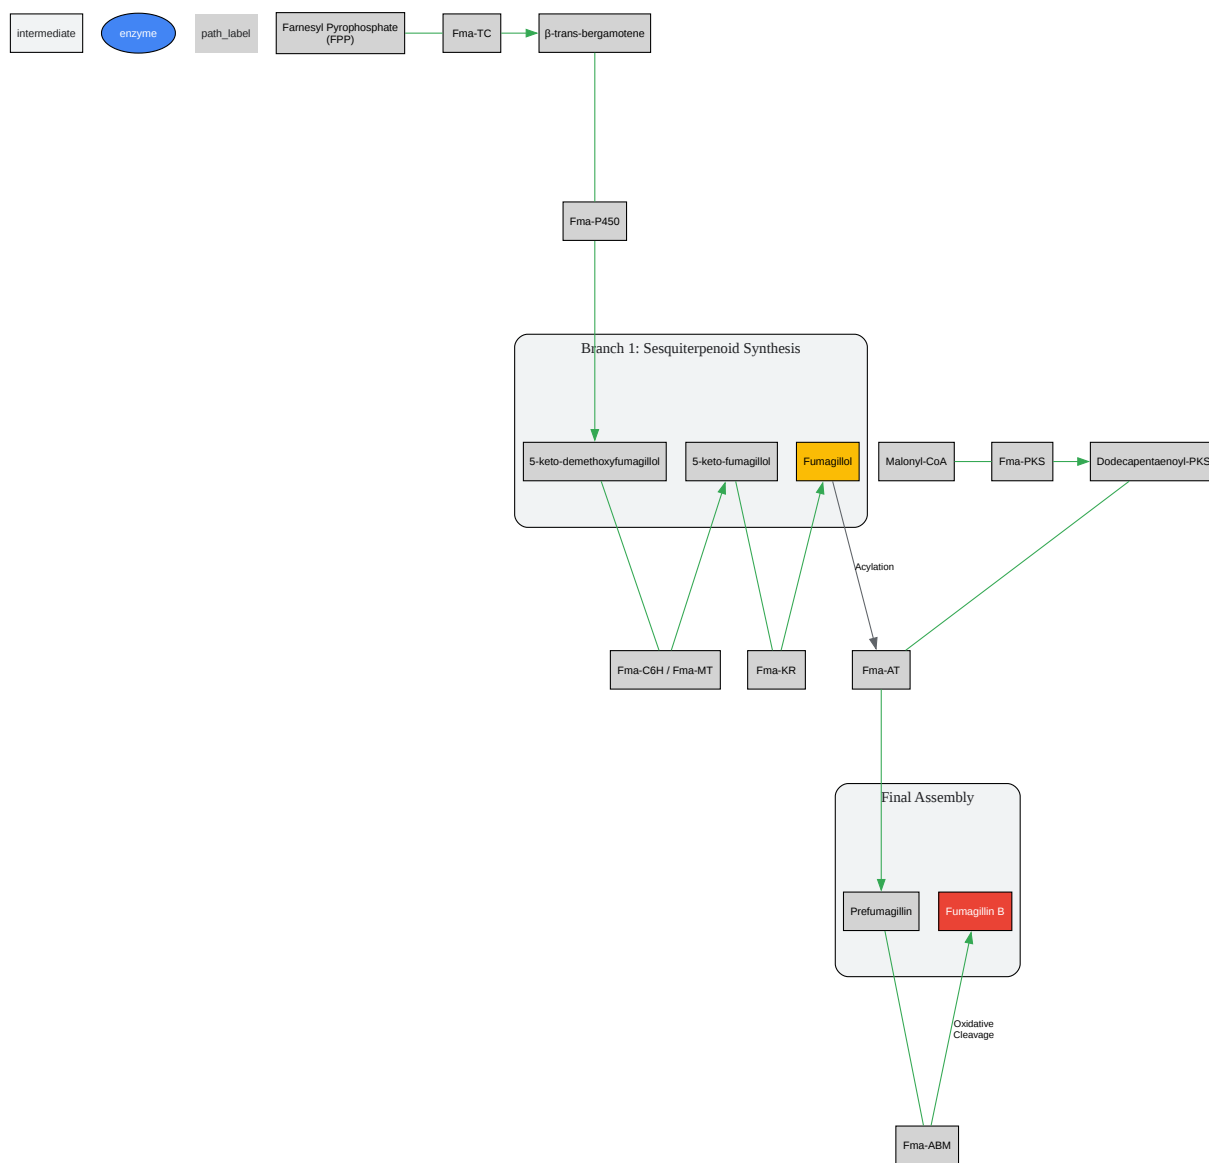 intermediate
enzyme
path_label
Farnesyl Pyrophosphate
(FPP)
Fma-TC
β-trans-bergamotene
Fma-P450
Branch 1: Sesquiterpenoid Synthesis
5-keto-demethoxyfumagillol
5-keto-fumagillol
Fumagillol
Malonyl-CoA
Fma-PKS
Dodecapentaenoyl-PKS
Acylation
Fma-C6H / Fma-MT
Fma-KR
Fma-AT
Final Assembly
Prefumagillin
Fumagillin B
Oxidative
Cleavage
Fma-ABM